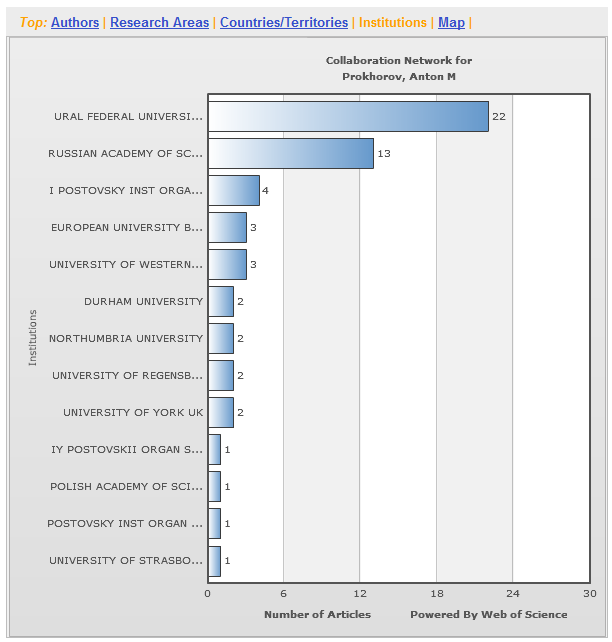 Top: Authors | Research Areas | Countries/Territories | Institutions | Map |
Collaboration Network for
Prokhorov, Anton M
URAL FEDERAL UNIVERSI... 22
RUSSIAN ACADEMY OF SC... 13
I POSTOVSKY INST ORGA... 4
EUROPEAN UNIVERSITY B... 3
UNIVERSITY OF WESTERN... 3
DURHAM UNIVERSITY 2
NORTHUMBRIA UNIVERSITY 2
UNIVERSITY OF REGENSB... 2
UNIVERSITY OF YORK UK 2
IY POSTOVSKII ORGAN S... 1
POLISH ACADEMY OF SCI... 1
POSTOVSKY INST ORGAN ... 1
UNIVERSITY OF STRASBO... 1
Institutions
0 6 12 18 24 30
Number of Articles Powered By Web of Science